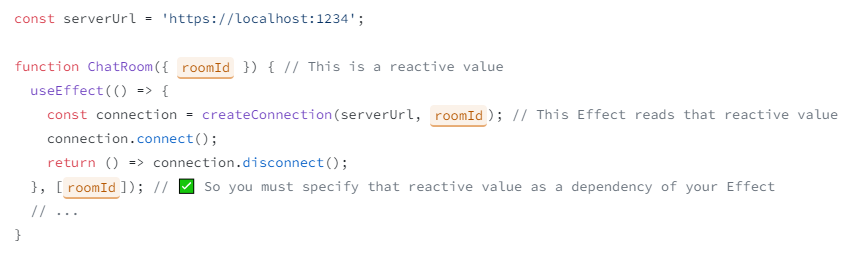 const serverUrl = 'https://localhost:1234';
function ChatRoom({ roomId }) { // This is a reactive value
useEffect(() => {
const connection = createConnection(serverUrl, roomId); // This Effect reads that reactive value
connection.connect();
return () => connection.disconnect();
}, [roomId]); // ✅ So you must specify that reactive value as a dependency of your Effect
// ...
}